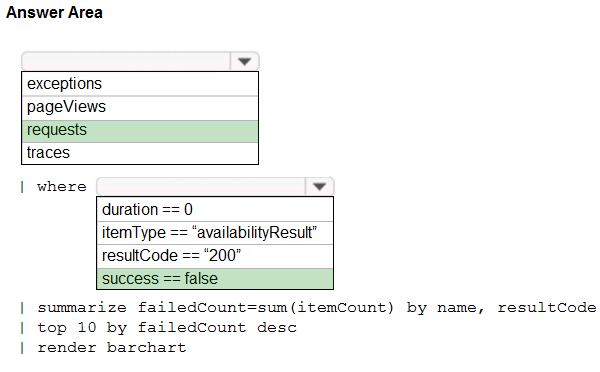 Answer Area
exceptions
pageViews
requests
traces
| where
duration == 0
itemType == “availabilityResult”
resultCode == “200”
success == false
| summarize failedCount=sum(itemCount) by name, resultCode
| top 10 by failedCount desc
| render barchart